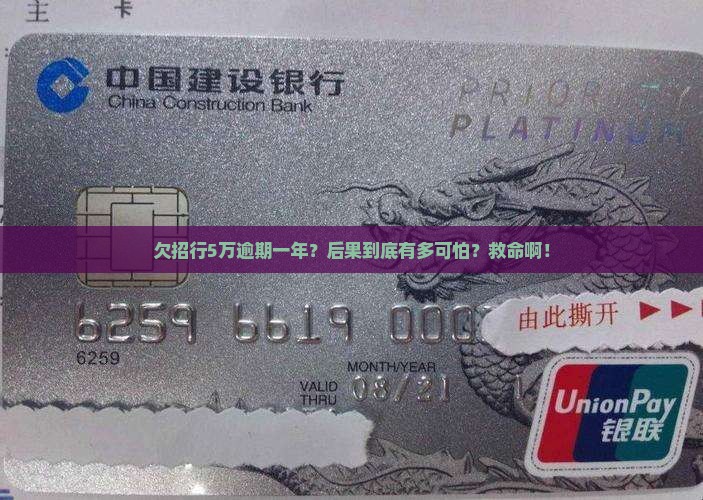 主 卡
中国建设银行
China Construction Bank
PRIORITY
PLATINUM
欠招行5万逾期一年？后果到底有多可怕？救命啊！
6259 6619 000
由此撕开
6259
MONTH/YEAR
VALID THRU 08/21
UnionPay
银联